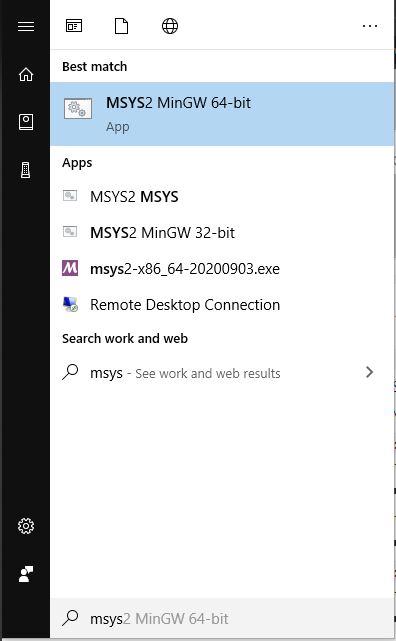 Best match
MSYS2 MinGW 64-bit
App
Apps
MSYS2 MSYS
MSYS2 MinGW 32-bit
msys2-x86_64-20200903.exe
Remote Desktop Connection
Search work and web
msys - See work and web results
msys2 MinGW 64-bit